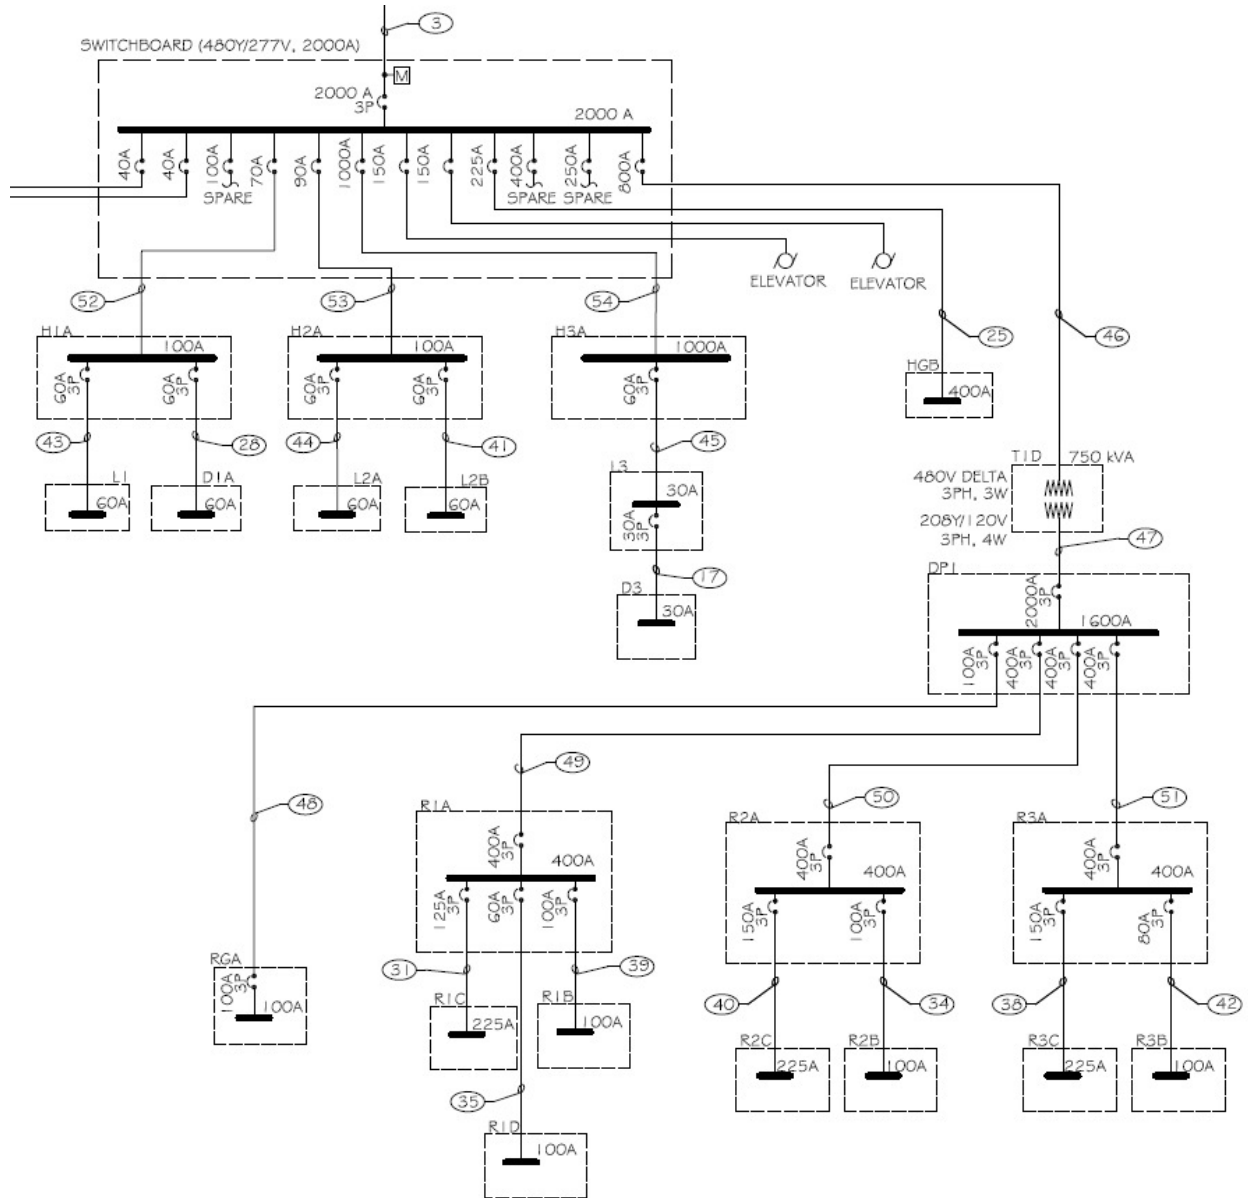 3
SWITCHBOARD (480Y/277V, 2000A)
M
2000 A
3P
2000 A
40A
40A
100A
SPARE
70A
90A
1000A
150A
150A
225A
400A
SPARE
250A
SPARE
800A
ELEVATOR
ELEVATOR
52
53
54
25
46
H1A
100A
60A
3P
60A
3P
H2A
100A
60A
3P
60A
3P
H3A
1000A
60A
3P
HGB
400A
43
28
44
41
45
L1
60A
D1A
60A
L2A
60A
L2B
60A
L3
30A
30A
3P
17
D3
30A
T1D
750 kVA
480V DELTA
3PH, 3W
208Y/120V
3PH, 4W
47
DP1
2000A
3P
1600A
100A
3P
400A
3P
400A
3P
400A
3P
48
49
50
51
R1A
400A
3P
400A
125A
3P
60A
3P
100A
3P
R2A
400A
3P
400A
150A
3P
100A
3P
R3A
400A
3P
400A
150A
3P
80A
3P
RGA
100A
3P
100A
31
39
40
34
38
42
R1C
225A
R1B
100A
R2C
225A
R2B
100A
R3C
225A
R3B
100A
35
R1D
100A